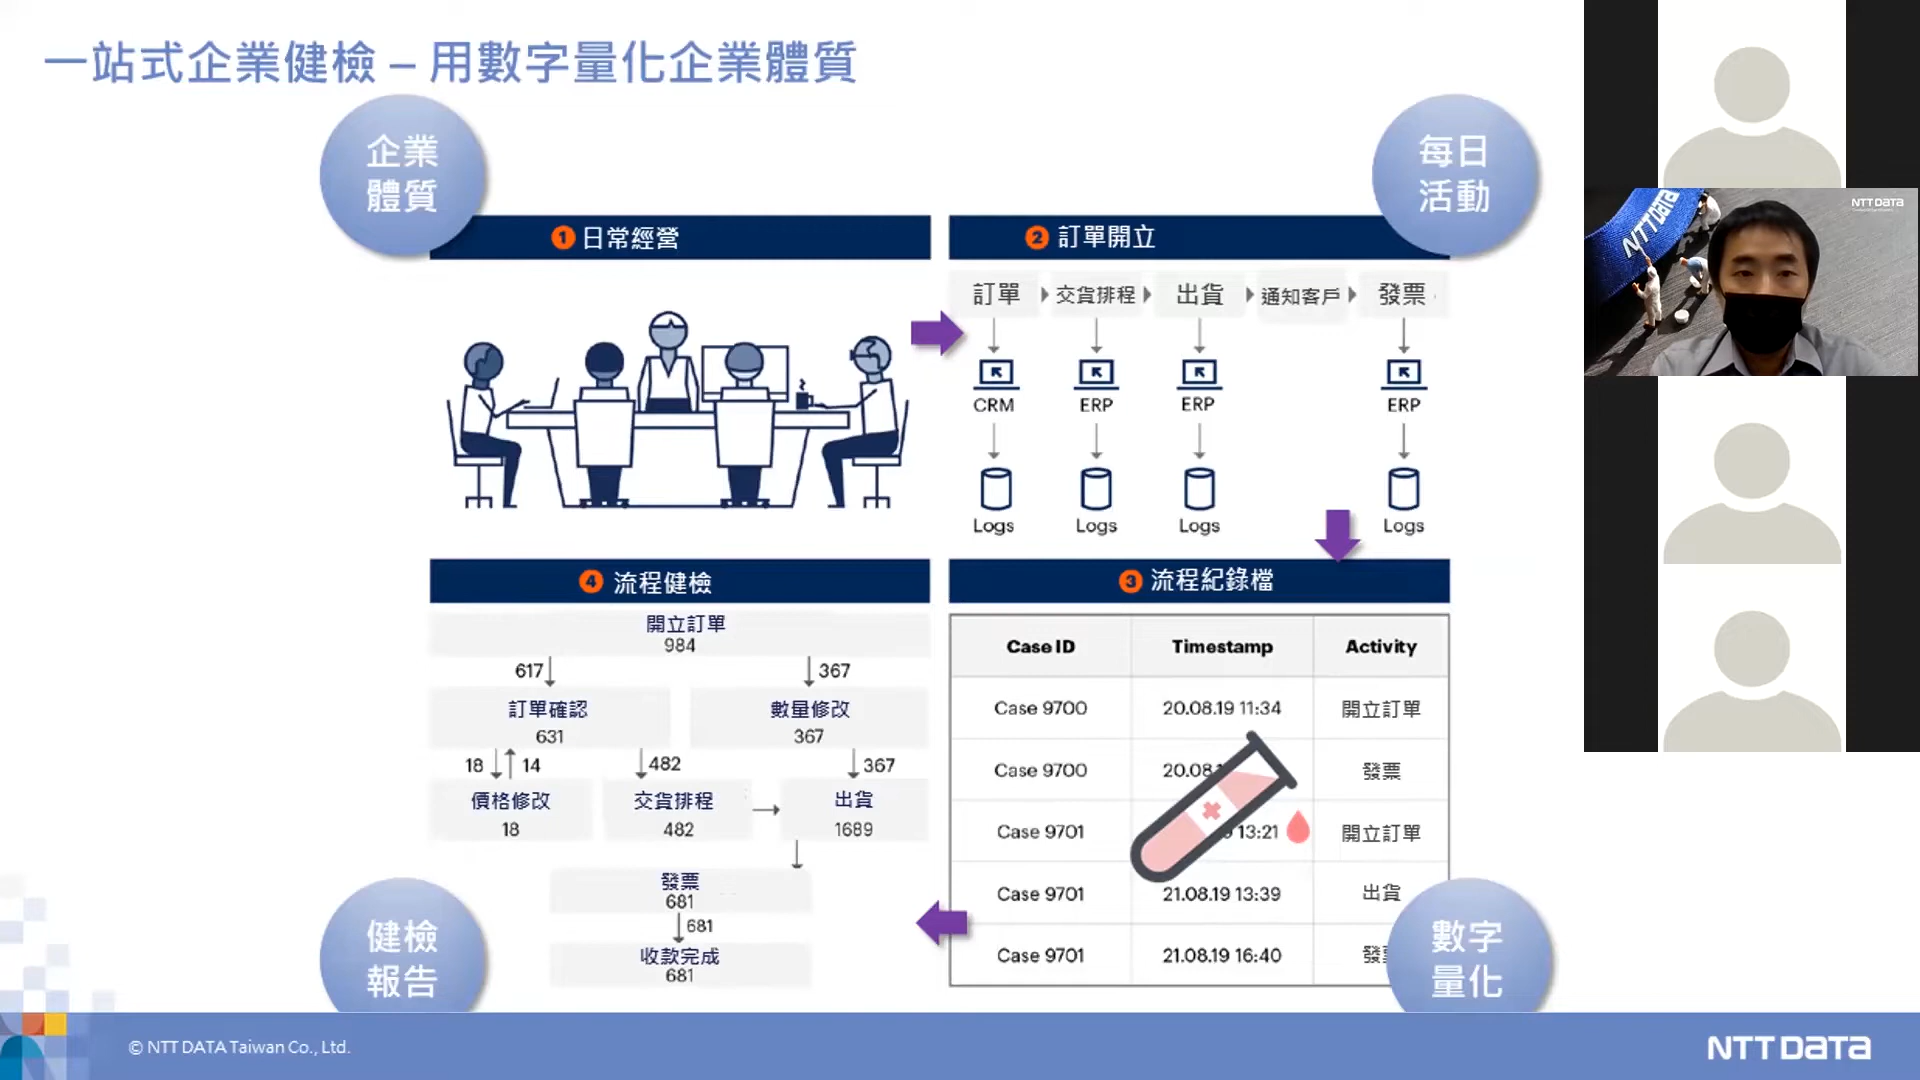 一站式企業健檢 – 用數字量化企業體質
企業
體質
每日
活動
1 日常經營
2 訂單開立
訂單
交貨排程
出貨
通知客戶
發票
CRM
ERP
ERP
ERP
Logs
Logs
Logs
Logs
4 流程健檢
開立訂單
984
617
367
訂單確認
631
數量修改
367
18
14
482
367
價格修改
18
交貨排程
482
出貨
1689
發票
681
681
收款完成
681
3 流程紀錄檔
Case ID Timestamp Activity
Case 9700 20.08.19 11:34 開立訂單
Case 9700 20.08 發票
Case 9701 13:21 開立訂單
Case 9701 21.08.19 13:39 出貨
Case 9701 21.08.19 16:40 發
健檢
報告
數字
量化
© NTT DATA Taiwan Co., Ltd.
NTT DATA
NTT DATA
NTT DATA